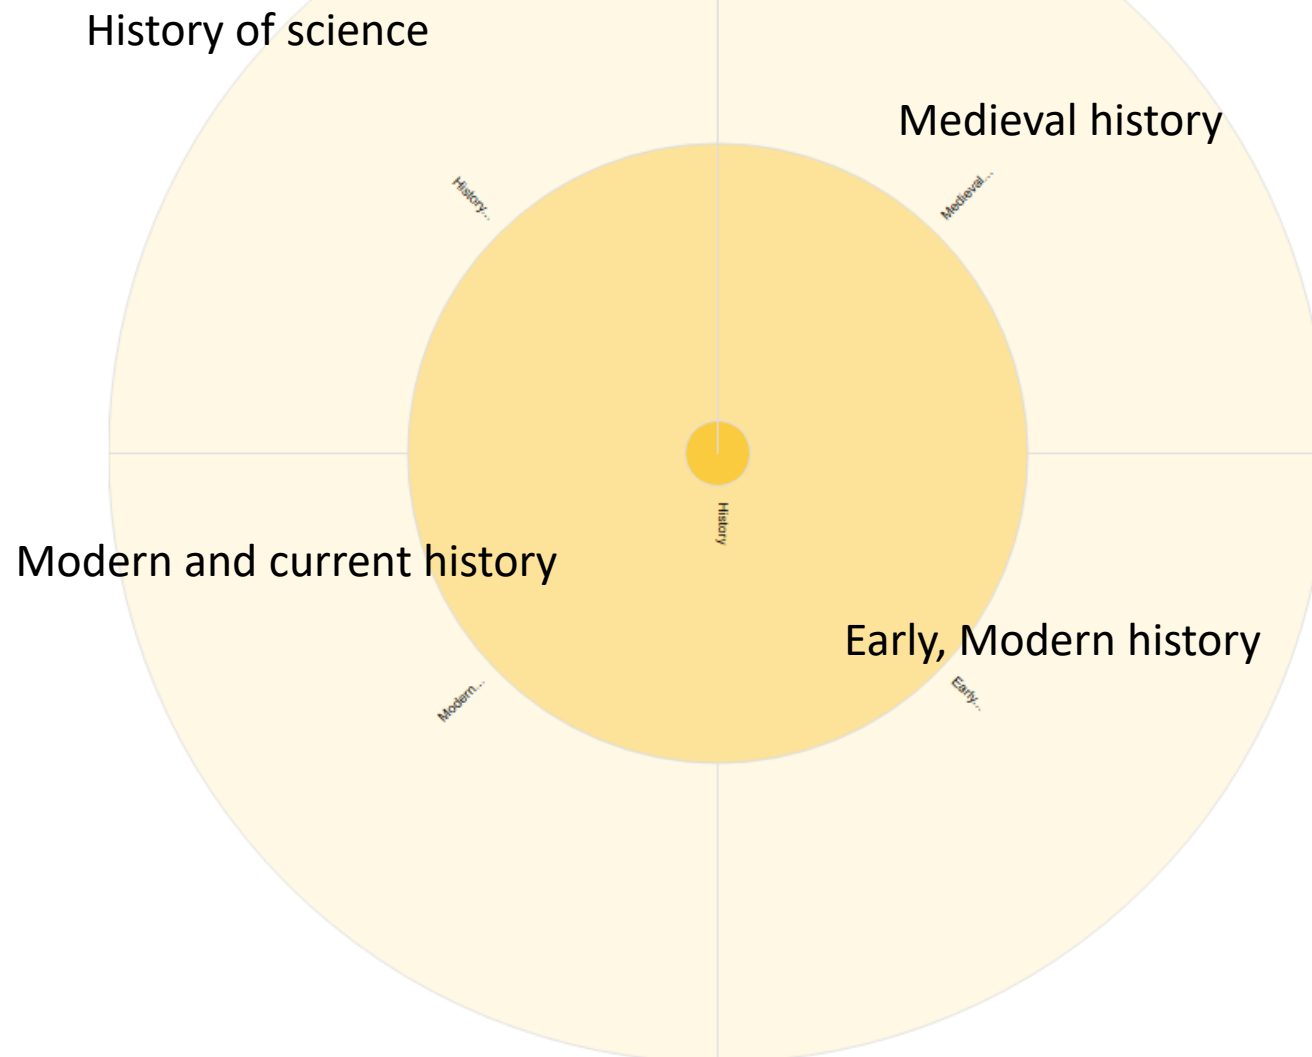 History of science
Medieval history
History...
Medieval...
History
Modern and current history
Early, Modern history
Modern...
Early...